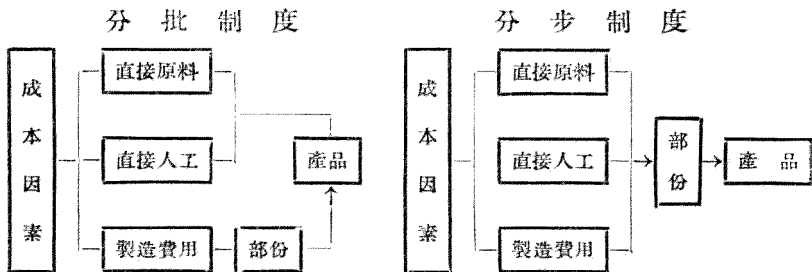 分批制度
成本因素
直接原料
直接人工
製造費用
部份
產品
分步制度
成本因素
直接原料
直接人工
製造費用
部份
產品